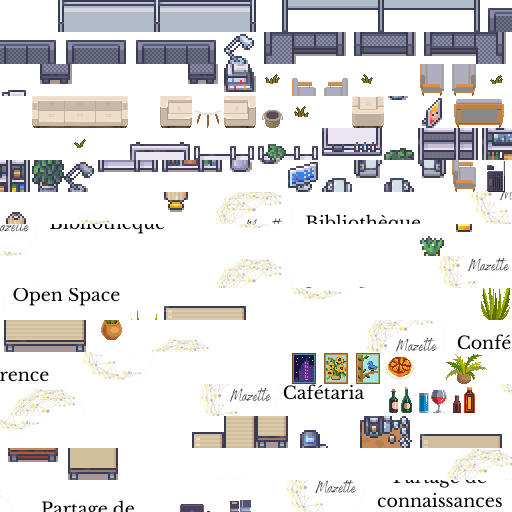 Bibliothèque
Bibliothèque
Mazette
Open Space
Mazette
Confé
rence
Mazette
Cafétaria
Mazette
Partage de
connaissances
Partage de
Mazette